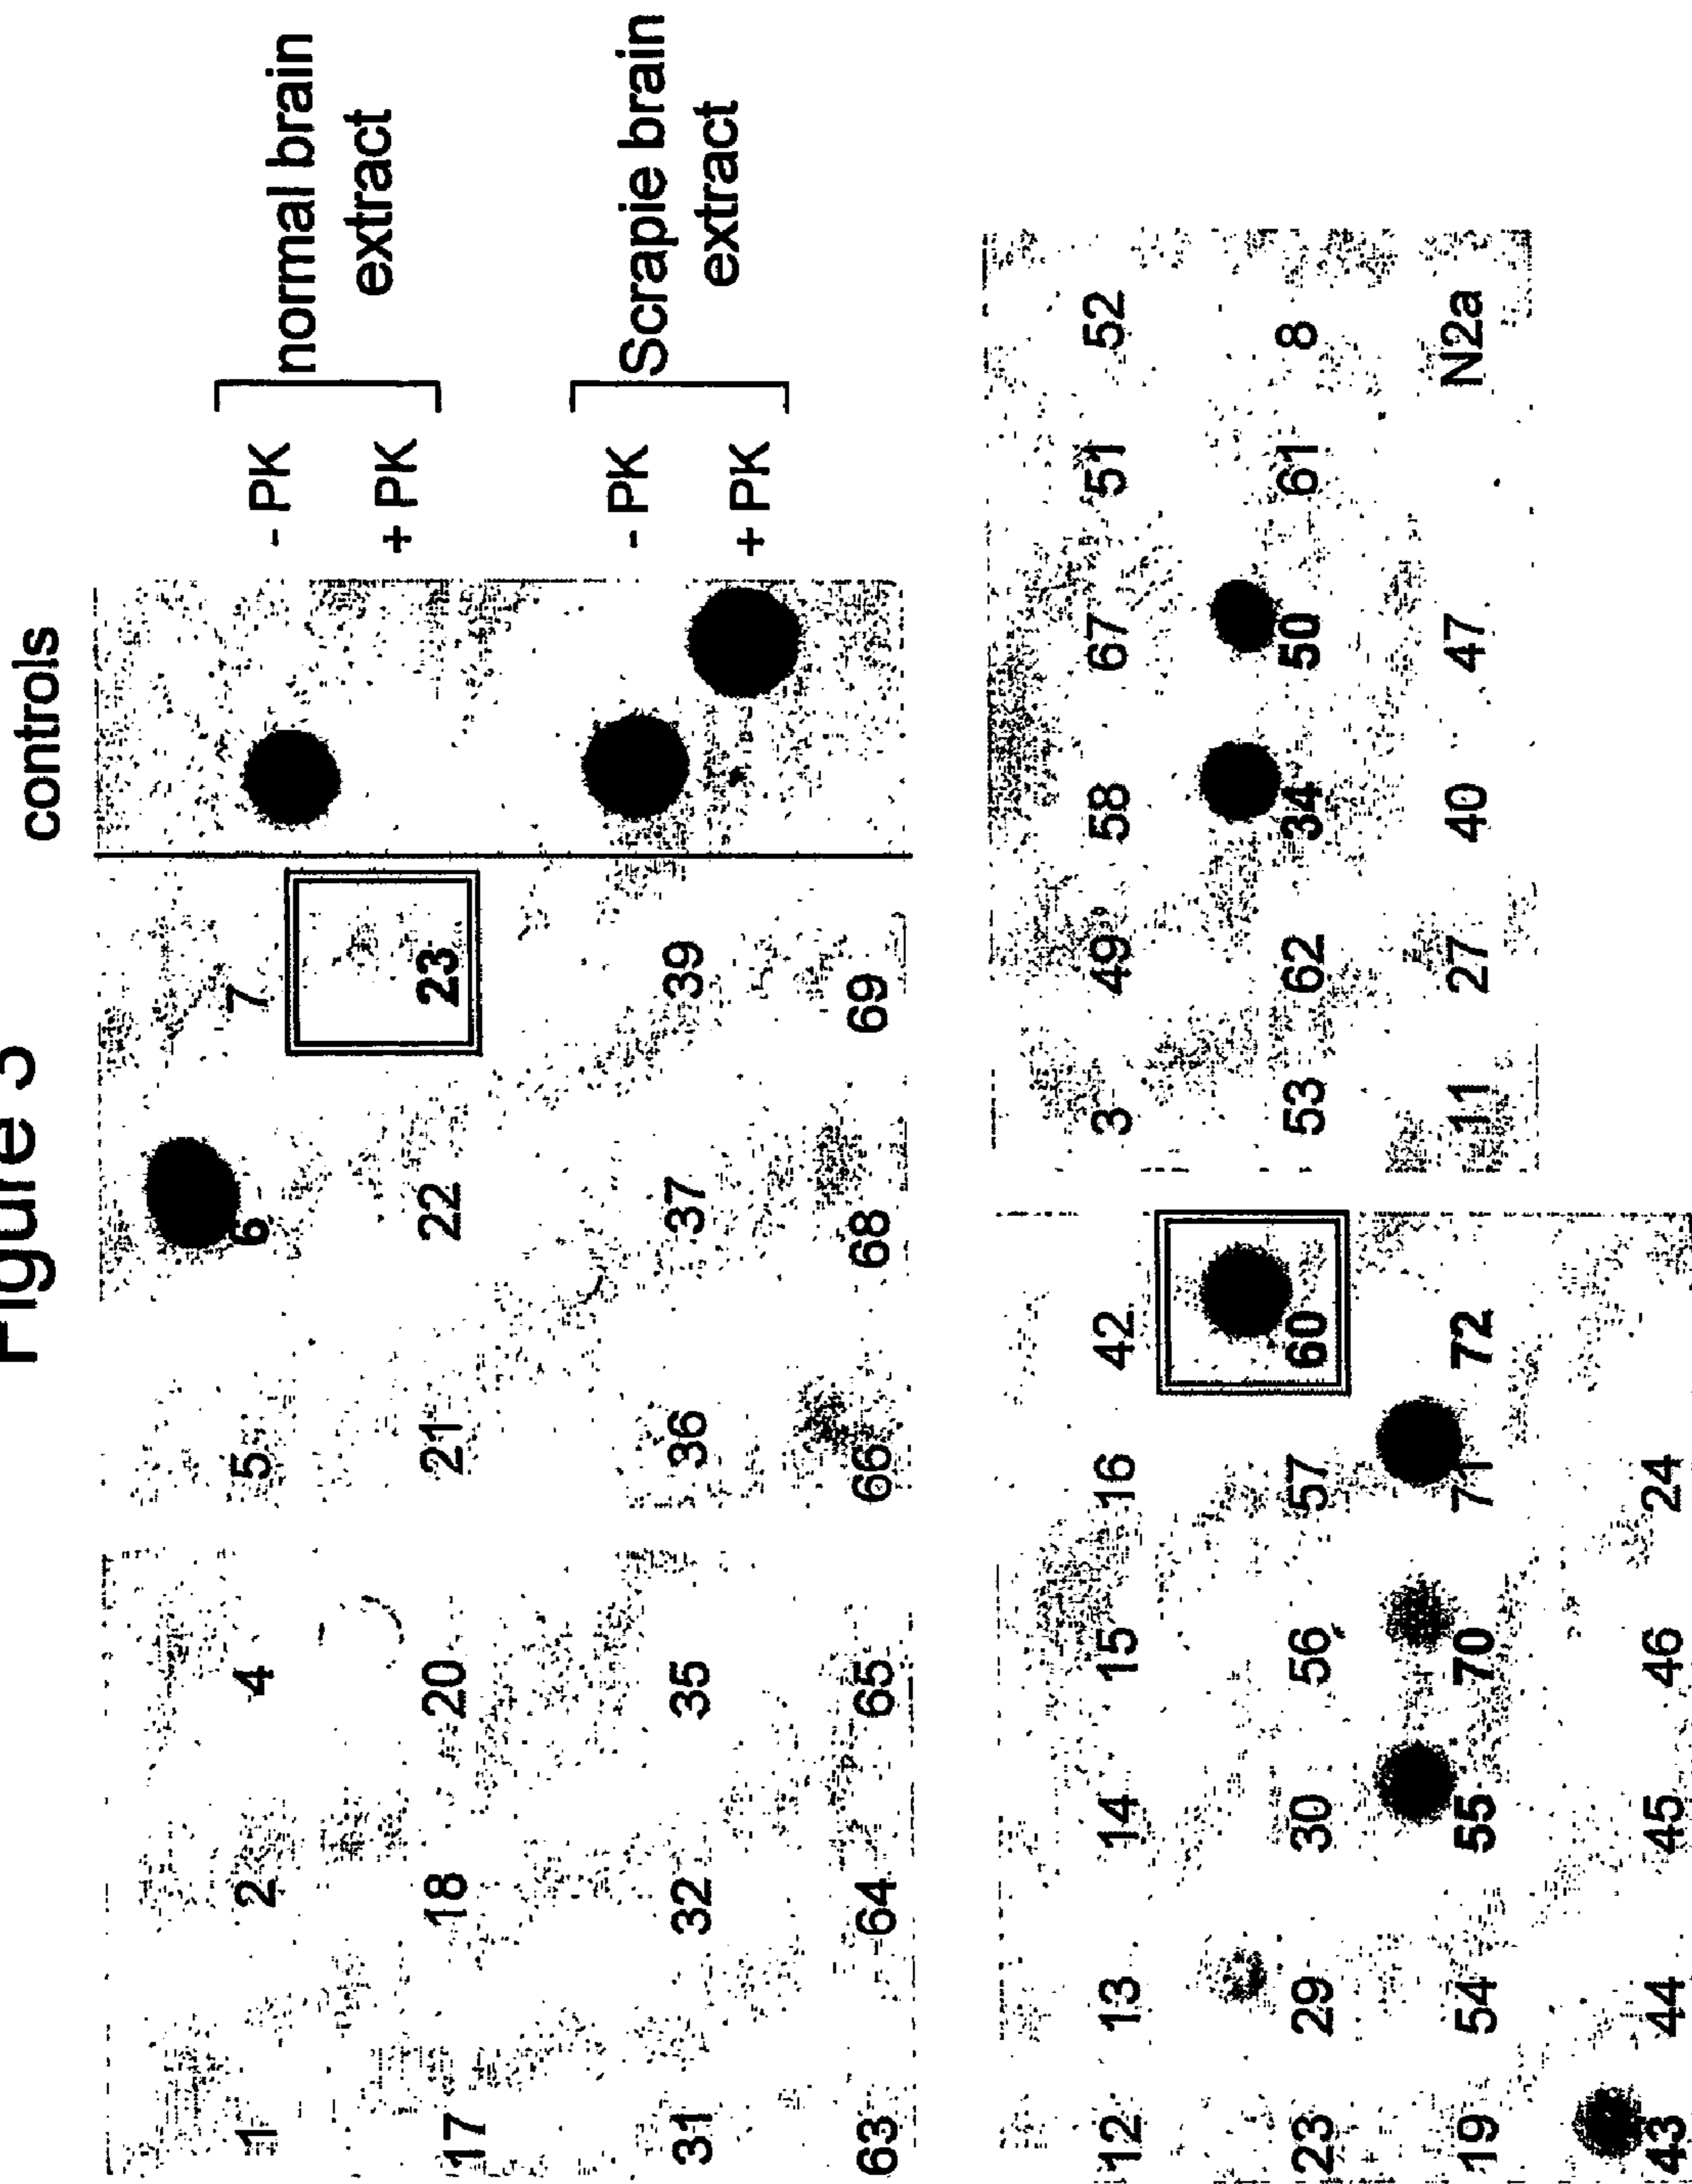 Figure
controls
1 2 4 5 6 7
- PK normal brain
+ PK extract
17 18 20 21 22 23
- PK Scrapie brain
+ PK extract
31 32 35 36 37 39
63 64 65 66 68 69
12 13 14 15 16 42
23 29 30 56 57 60
19 54 55 70 71 72
43 44 45 46 24
3 49 58 67 51 52
53 62 34 50 61 8
11 27 40 47 N2a